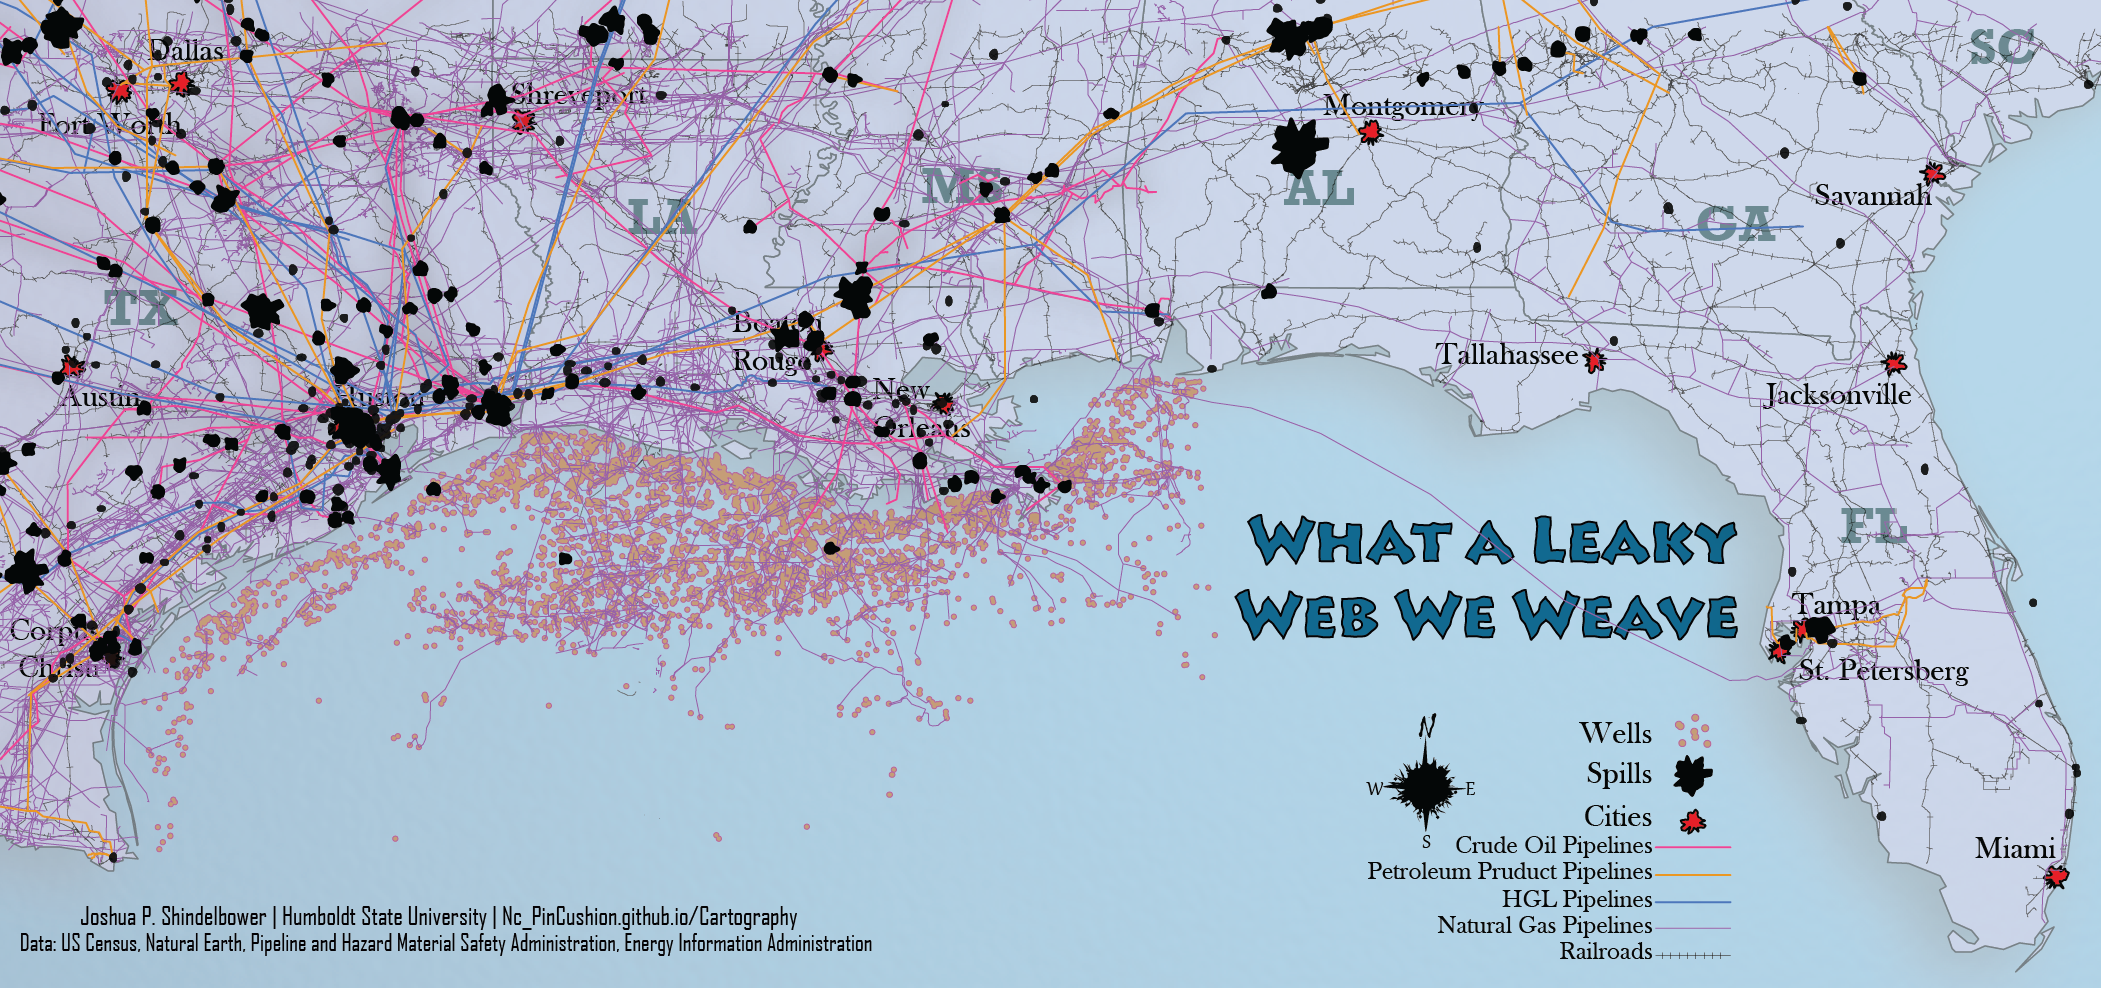 SC
Dallas
Shreveport
Montgomery
Fort Worth
MS
AL
Savannah
LA
GA
TX
Baton
Rouge
Tallahassee
Austin
Houston
New
Orleans
Jacksonville
What a Leaky
Web We Weave
FL
Tampa
Corpus
Christi
St. Petersberg
N
W
E
S
Wells
Spills
Cities
Crude Oil Pipelines
Petroleum Pruduct Pipelines
HGL Pipelines
Natural Gas Pipelines
Railroads
Miami
Joshua P. Shindelbower | Humboldt State University | Nc_PinCushion.github.io/Cartography
Data: US Census, Natural Earth, Pipeline and Hazard Material Safety Administration, Energy Information Administration